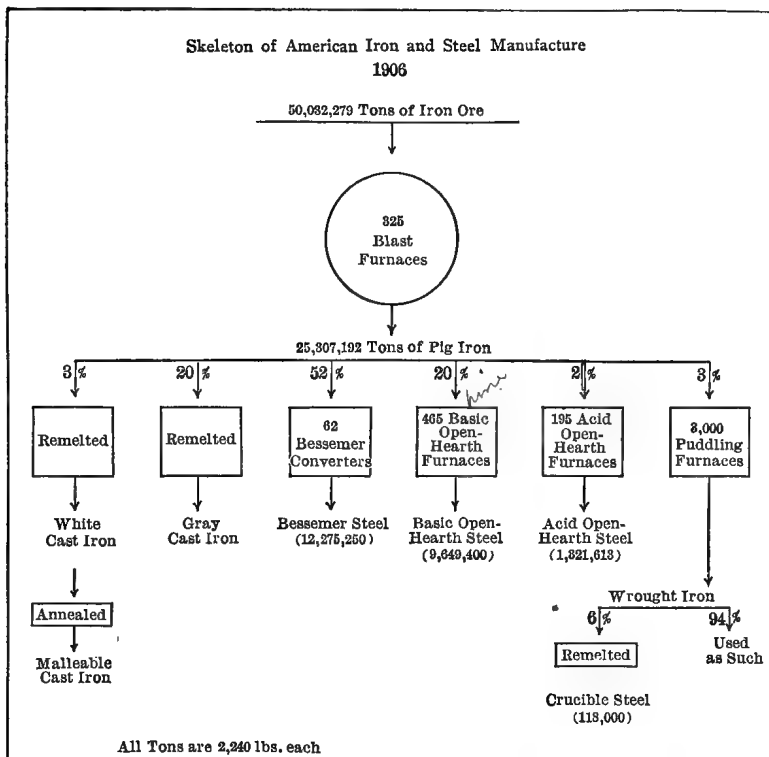 Skeleton of American Iron and Steel Manufacture
1906
50,032,279 Tons of Iron Ore
325
Blast
Furnaces
25,307,192 Tons of Pig Iron
3%
20%
52%
20%
2%
3%
Remelted
Remelted
62
Bessemer
Converters
465 Basic
Open-
Hearth
Furnaces
195 Acid
Open-
Hearth
Furnaces
3,000
Puddling
Furnaces
White
Cast Iron
Gray
Cast Iron
Bessemer Steel
(12,275,250)
Basic Open-
Hearth Steel
(9,649,400)
Acid Open-
Hearth Steel
(1,321,613)
Annealed
Malleable
Cast Iron
Wrought Iron
6%
94%
Remelted
Used
as Such
Crucible Steel
(118,000)
All Tons are 2,240 lbs. each